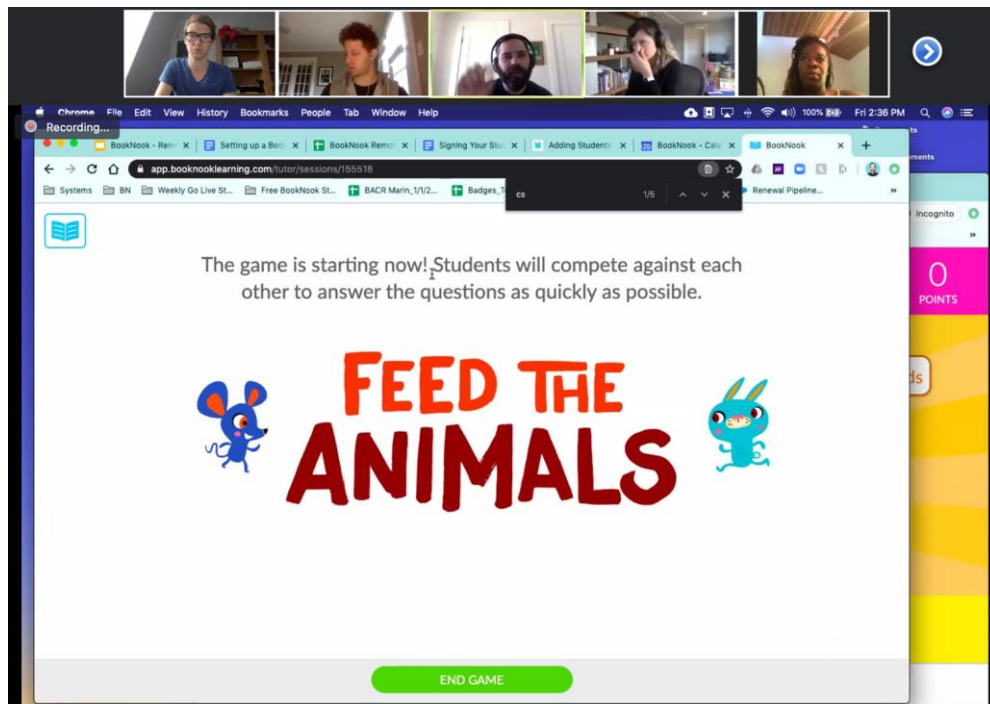 Chrome File Edit View History Bookmarks People Tab Window Help
100%
Fri 2:36 PM
Recording...
BookNook - Rem
Setting up a Boo
BookNook Remo
Signing Your Stu
Adding Students
20
BookNook - Cale
BookNook
app.booknooklearning.com/tutor/sessions/155518
Systems
BN
Weekly Go Live St...
Free BookNook St...
BACR Marin_1/1/2...
Badges_T
cs
1/5
Renewal Pipeline...
Incognito
The game is starting now! Students will compete against each
other to answer the questions as quickly as possible.
0
POINTS
ds
FEED THE
ANIMALS
END GAME